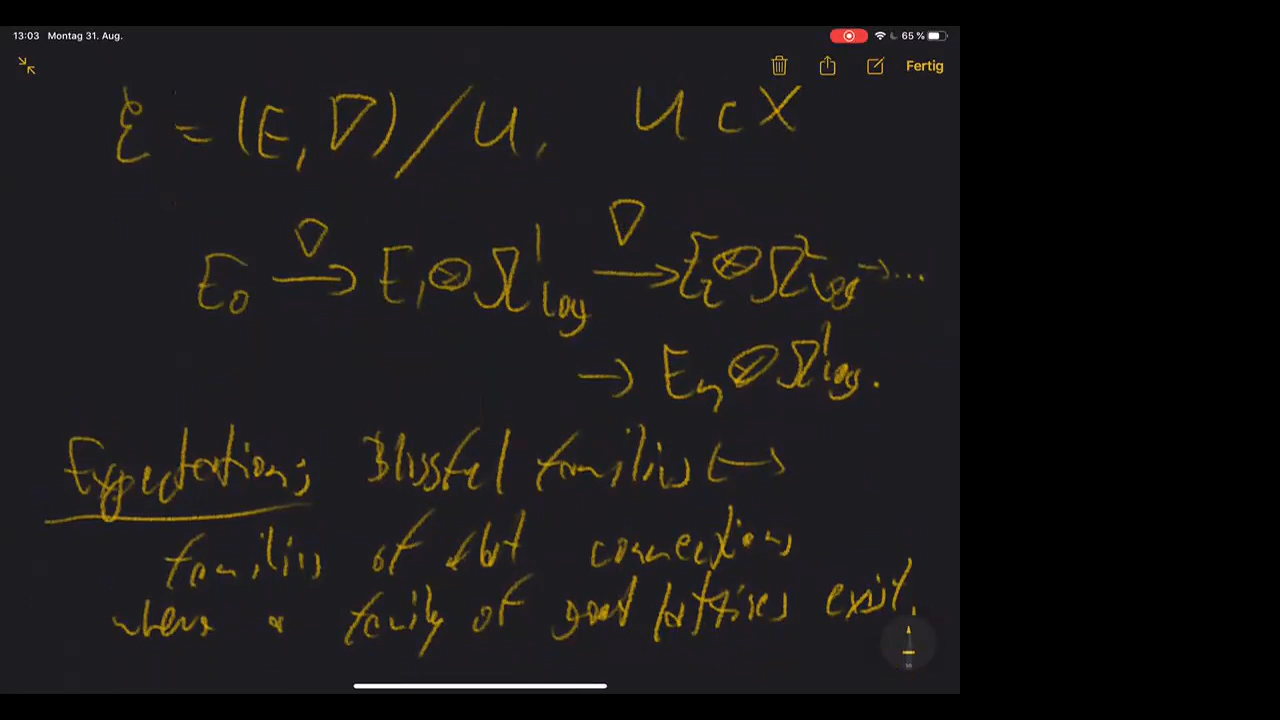 13:03 Montag 31. Aug. 65 %
Fertig
ℰ = (E, ∇) / U, U ⊂ X
E₀ —∇→ E₁ ⊗ Ω¹log —∇→ E₂ ⊗ Ω²log → ...
→ Eₙ ⊗ Ω¹log.
Expectation: Blissful families ↔
families of flat connections
where a family of good lattices exist.